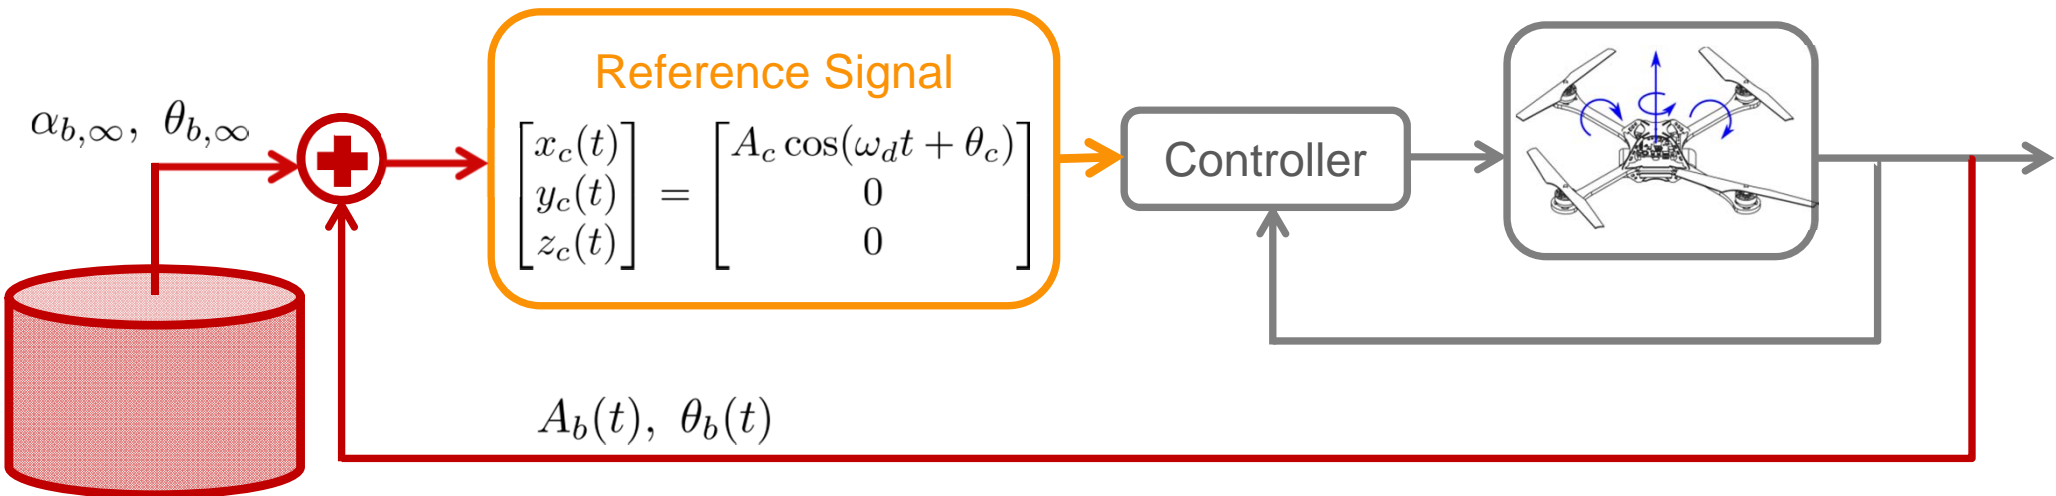 α_{b,∞}, θ_{b,∞}
Reference Signal
[x_c(t)] = [A_c cos(ω_d t + θ_c)]
[y_c(t)] = [0]
[z_c(t)] = [0]
Controller
A_b(t), θ_b(t)